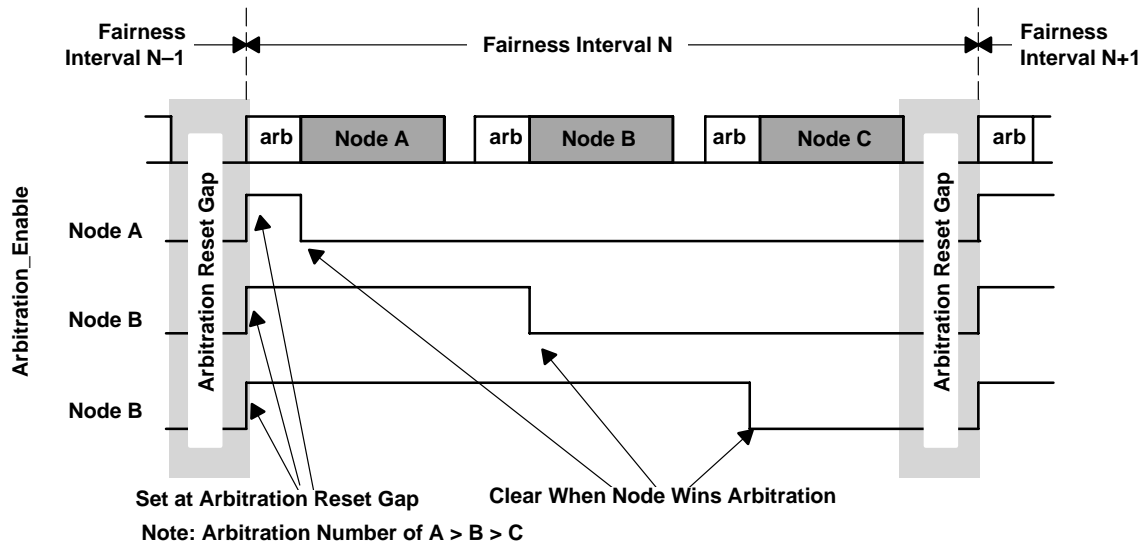 Fairness
Interval N–1
Fairness Interval N
Fairness
Interval N+1
arb
Node A
arb
Node B
arb
Node C
arb
Arbitration_Enable
Arbitration Reset Gap
Arbitration Reset Gap
Node A
Node B
Node B
Set at Arbitration Reset Gap
Clear When Node Wins Arbitration
Note: Arbitration Number of A > B > C